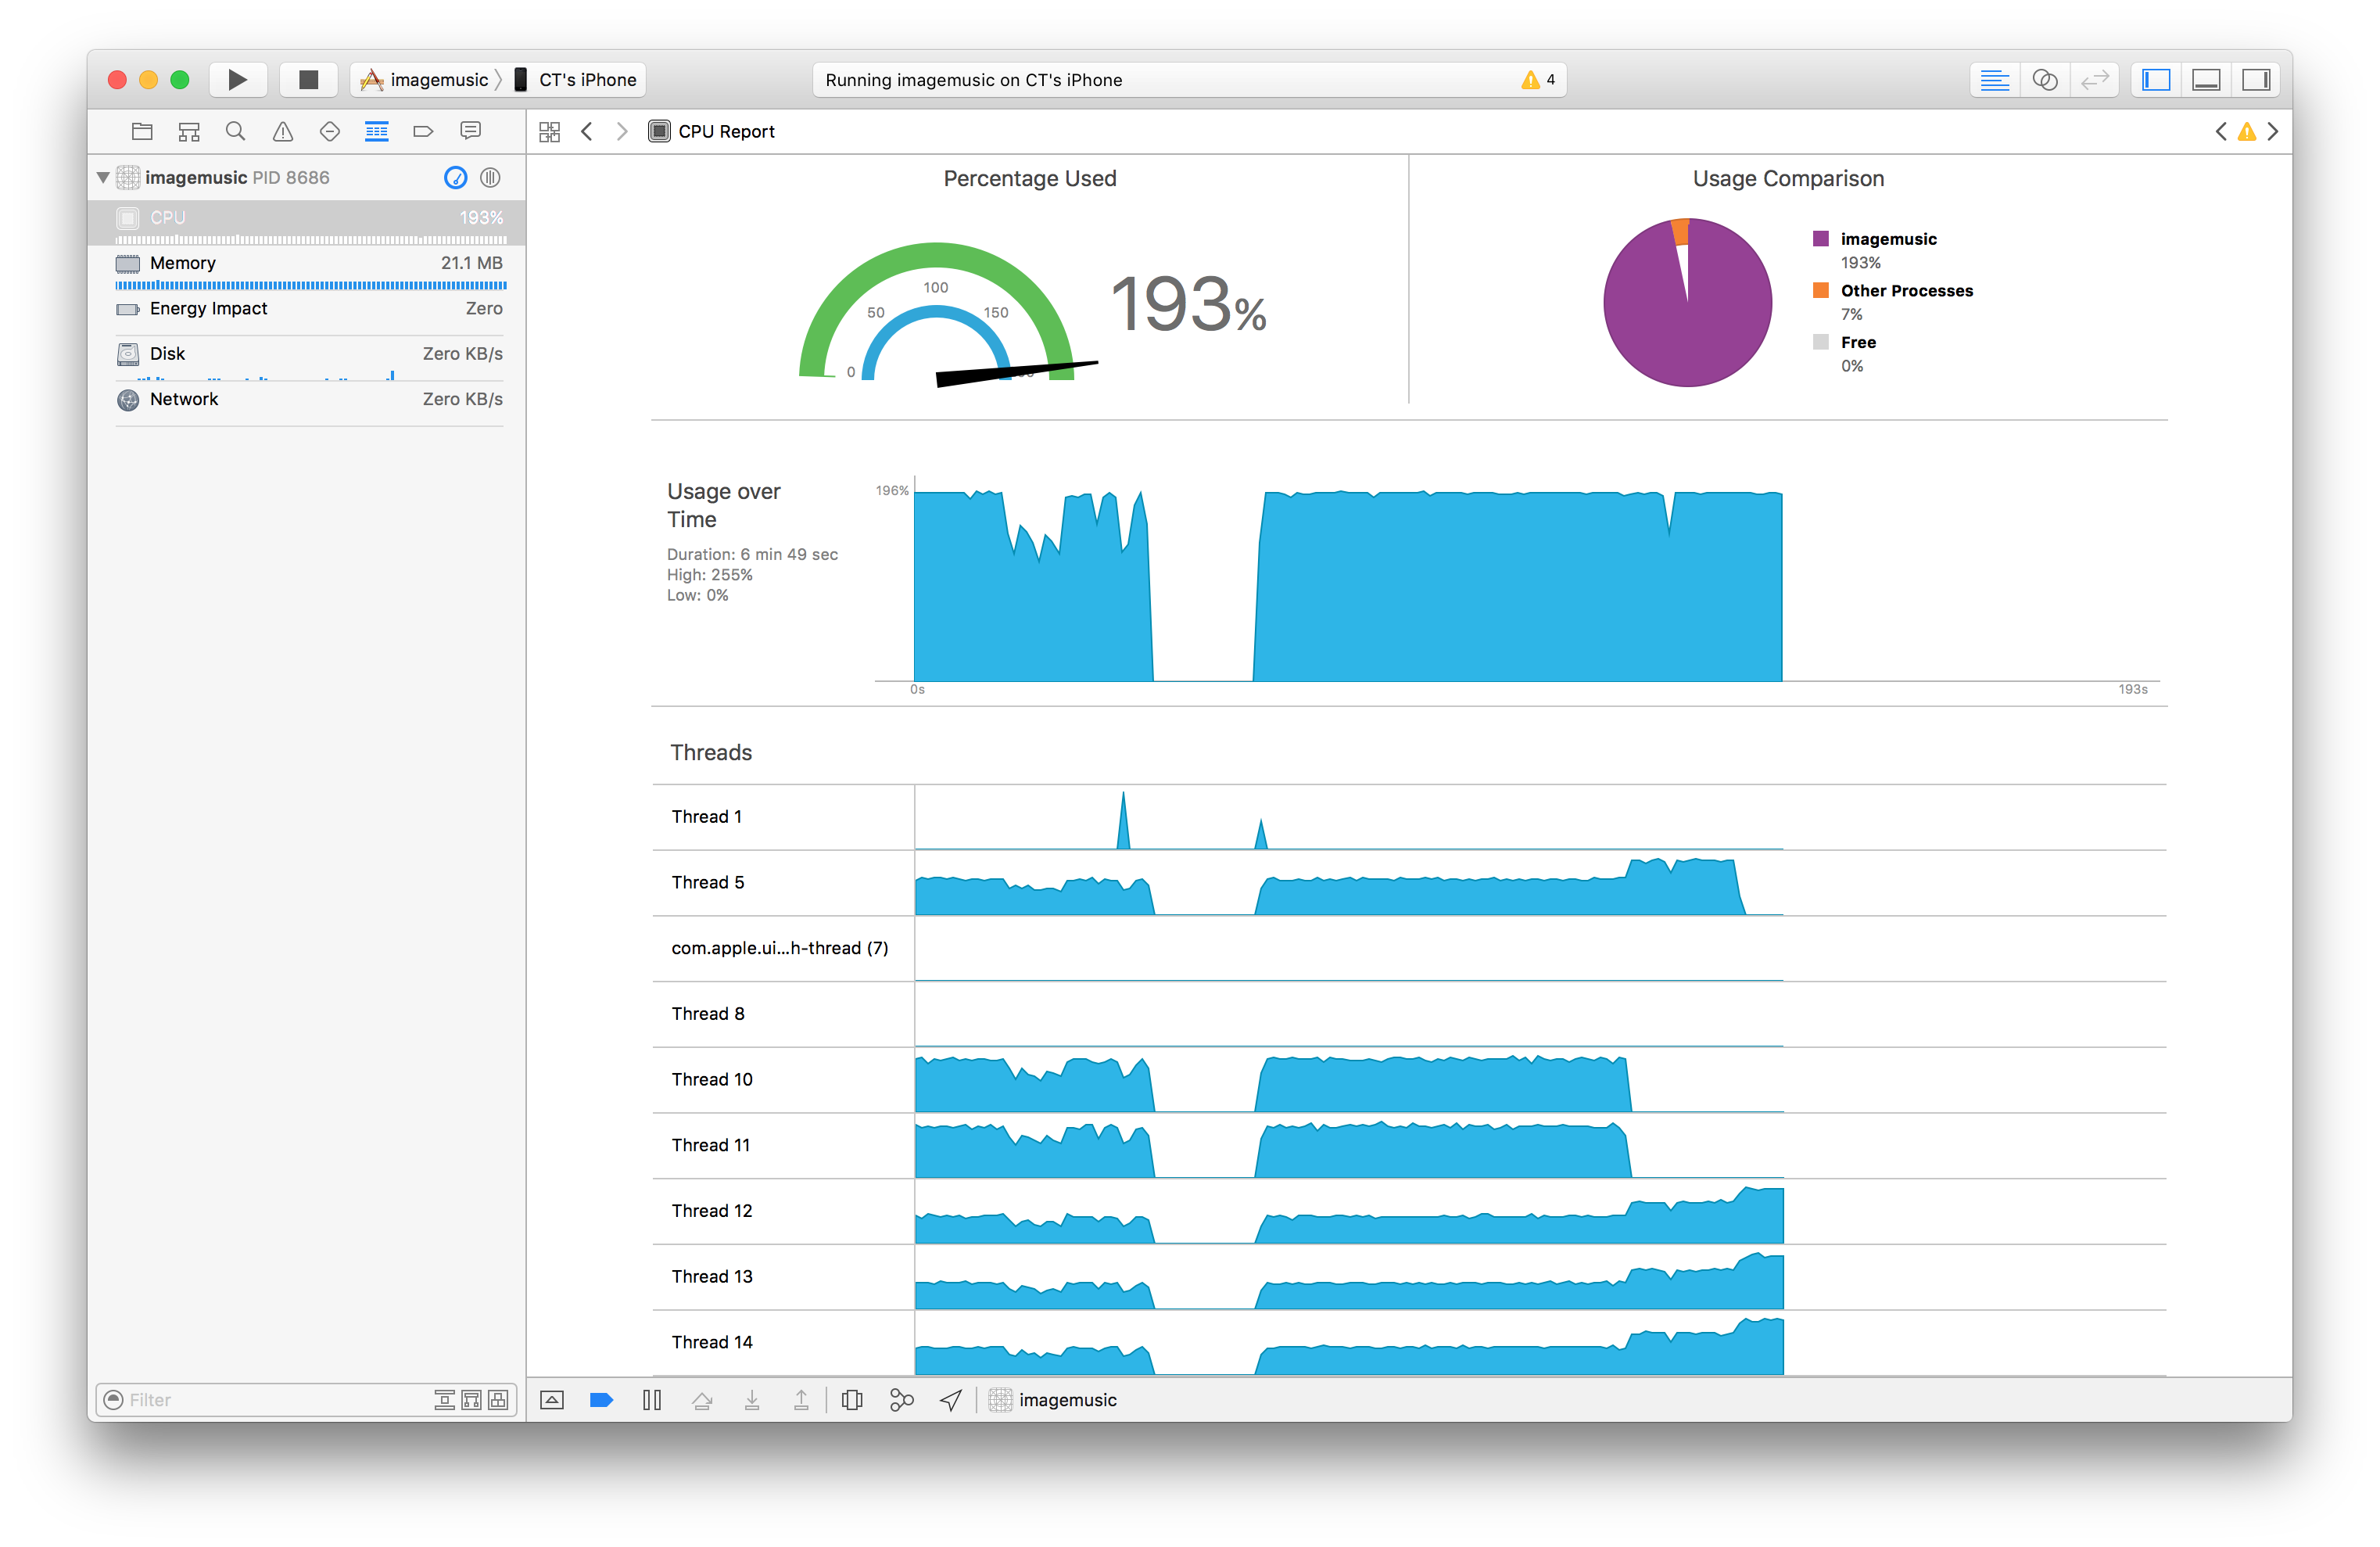 imagemusic
CT's iPhone
Running imagemusic on CT's iPhone
4
CPU Report
imagemusic PID 8686
CPU 193%
Memory 21.1 MB
Energy Impact Zero
Disk Zero KB/s
Network Zero KB/s
Percentage Used
0
50
100
150
193%
Usage Comparison
imagemusic
193%
Other Processes
7%
Free
0%
Usage over
Time
Duration: 6 min 49 sec
High: 255%
Low: 0%
196%
0s
193s
Threads
Thread 1
Thread 5
com.apple.ui...h-thread (7)
Thread 8
Thread 10
Thread 11
Thread 12
Thread 13
Thread 14
Filter
imagemusic